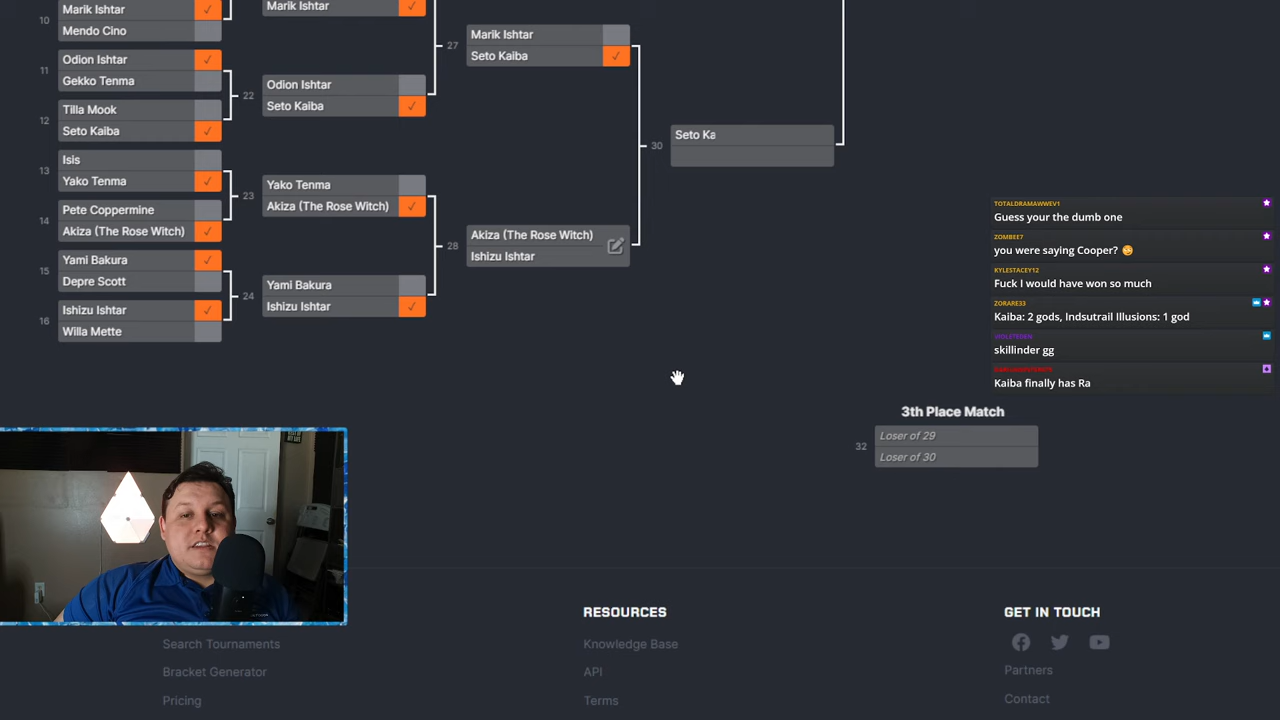 10
Marik Ishtar ✓
Mendo Cino
11
Odion Ishtar ✓
Gekko Tenma
12
Tilla Mook
Seto Kaiba ✓
13
Isis
Yako Tenma ✓
14
Pete Coppermine
Akiza (The Rose Witch) ✓
15
Yami Bakura ✓
Depre Scott
16
Ishizu Ishtar ✓
Willa Mette
Marik Ishtar ✓
22
Odion Ishtar
Seto Kaiba ✓
23
Yako Tenma
Akiza (The Rose Witch) ✓
24
Yami Bakura
Ishizu Ishtar ✓
27
Marik Ishtar
Seto Kaiba ✓
28
Akiza (The Rose Witch)
Ishizu Ishtar
30
Seto Ka
TOTALDRAMAWWEV1
Guess your the dumb one
ZOMBEE7
you were saying Cooper? 😳
KYLESTACEY12
Fuck I would have won so much
ZORARE33
Kaiba: 2 gods, Indsutrail Illusions: 1 god
skillinder gg
Kaiba finally has Ra
3th Place Match
32
Loser of 29
Loser of 30
Search Tournaments
Bracket Generator
Pricing
RESOURCES
Knowledge Base
API
Terms
GET IN TOUCH
Partners
Contact